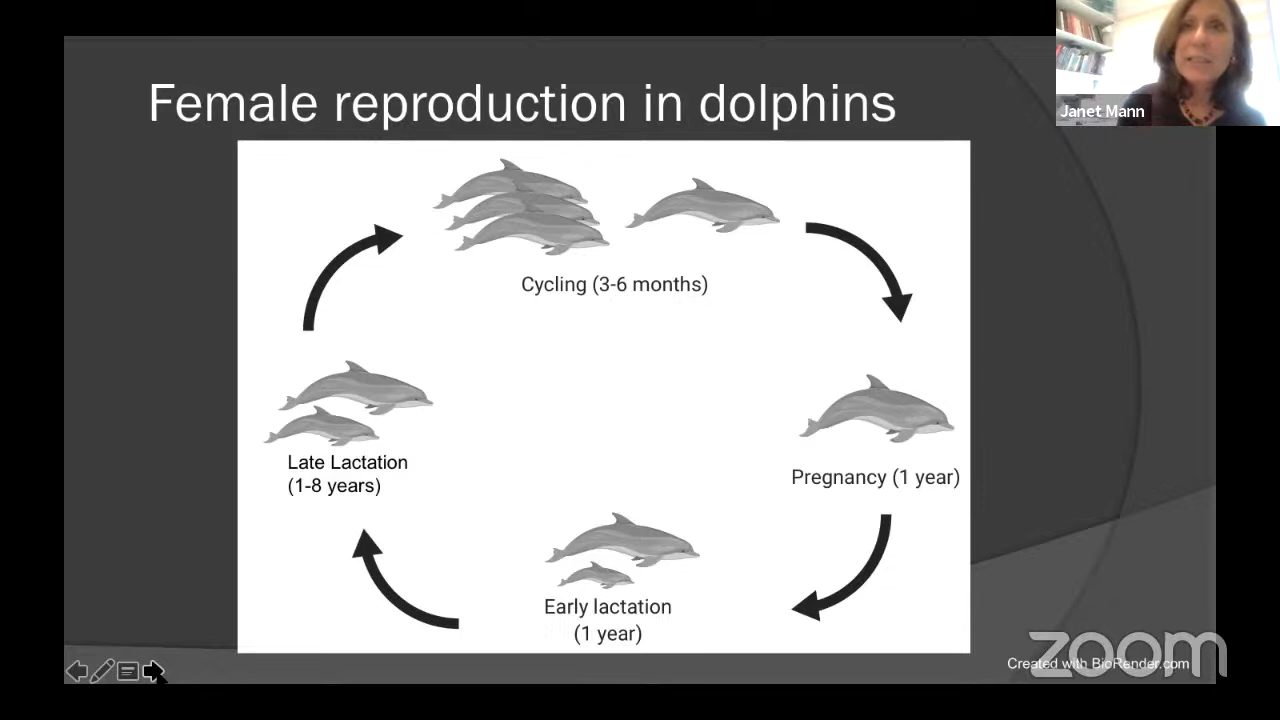 Female reproduction in dolphins
Janet Mann
Cycling (3-6 months)
Late Lactation
(1-8 years)
Pregnancy (1 year)
Early lactation
(1 year)
Created with BioRender.com
zoom